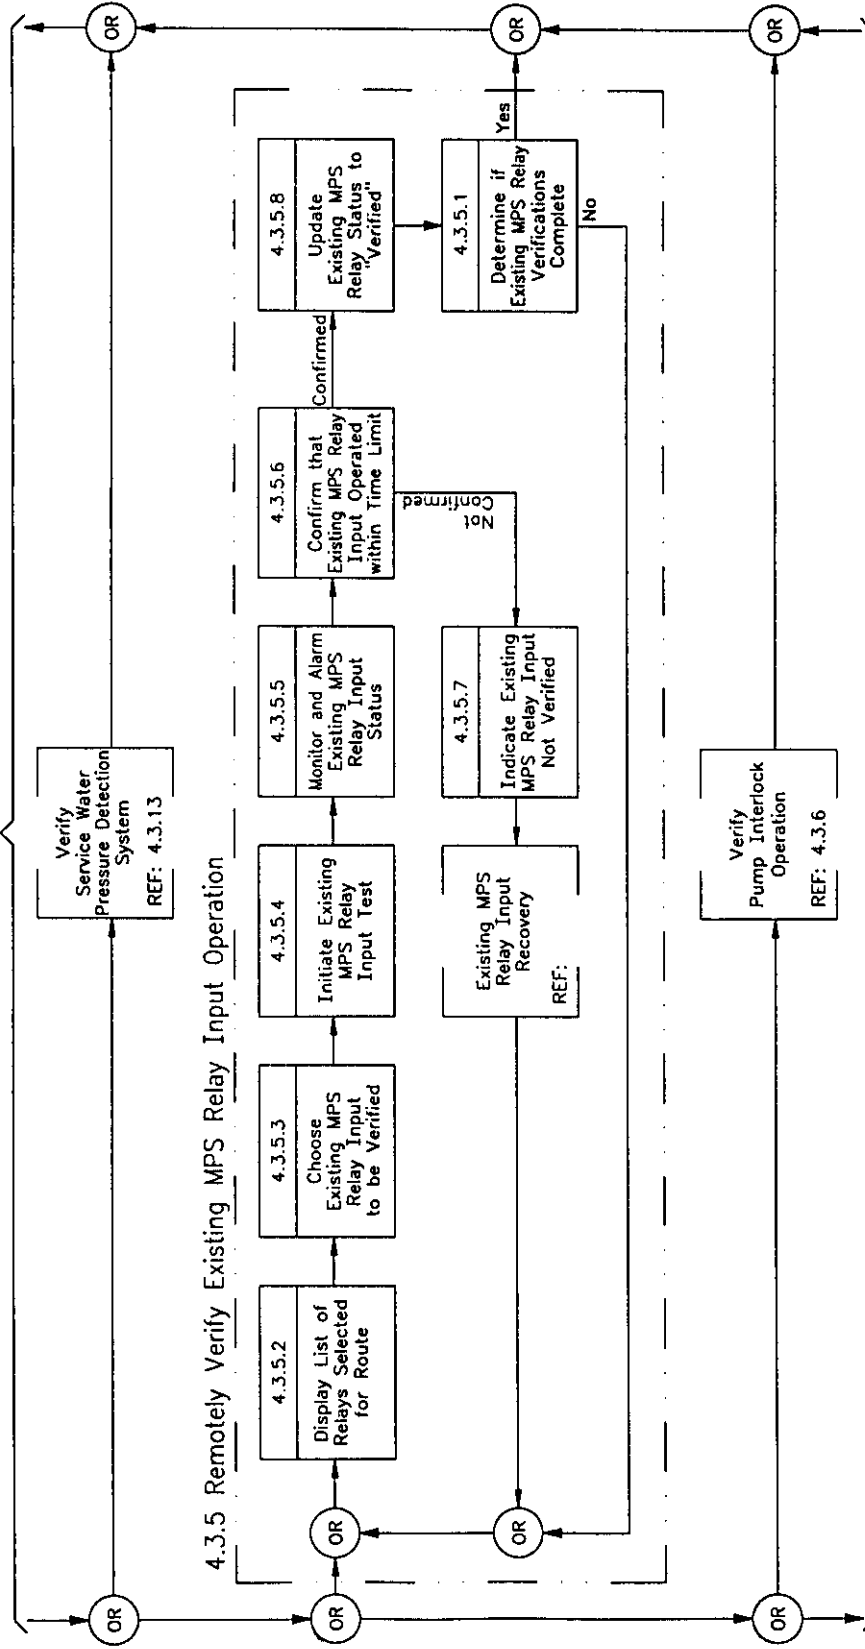 OR
Verify
Service Water
Pressure Detection
System
REF: 4.3.13
OR
4.3.5 Remotely Verify Existing MPS Relay Input Operation
OR
OR
4.3.5.2
Display List of
Relays Selected
for Route
4.3.5.3
Choose
Existing MPS
Relay Input
to be Verified
4.3.5.4
Initiate Existing
MPS Relay
Input Test
4.3.5.5
Monitor and Alarm
Existing MPS
Relay Input
Status
4.3.5.6
Confirm that
Existing MPS Relay
Input Operated
within Time Limit
Confirmed
4.3.5.8
Update
Existing MPS
Relay Status to
"Verified"
OR
Existing MPS
Relay Input
Recovery
REF:
4.3.5.7
Indicate Existing
MPS Relay Input
Not Verified
Not
Confirmed
4.3.5.1
Determine if
Existing MPS Relay
Verifications
Complete
Yes
No
OR
OR
Verify
Pump Interlock
Operation
REF: 4.3.6
OR